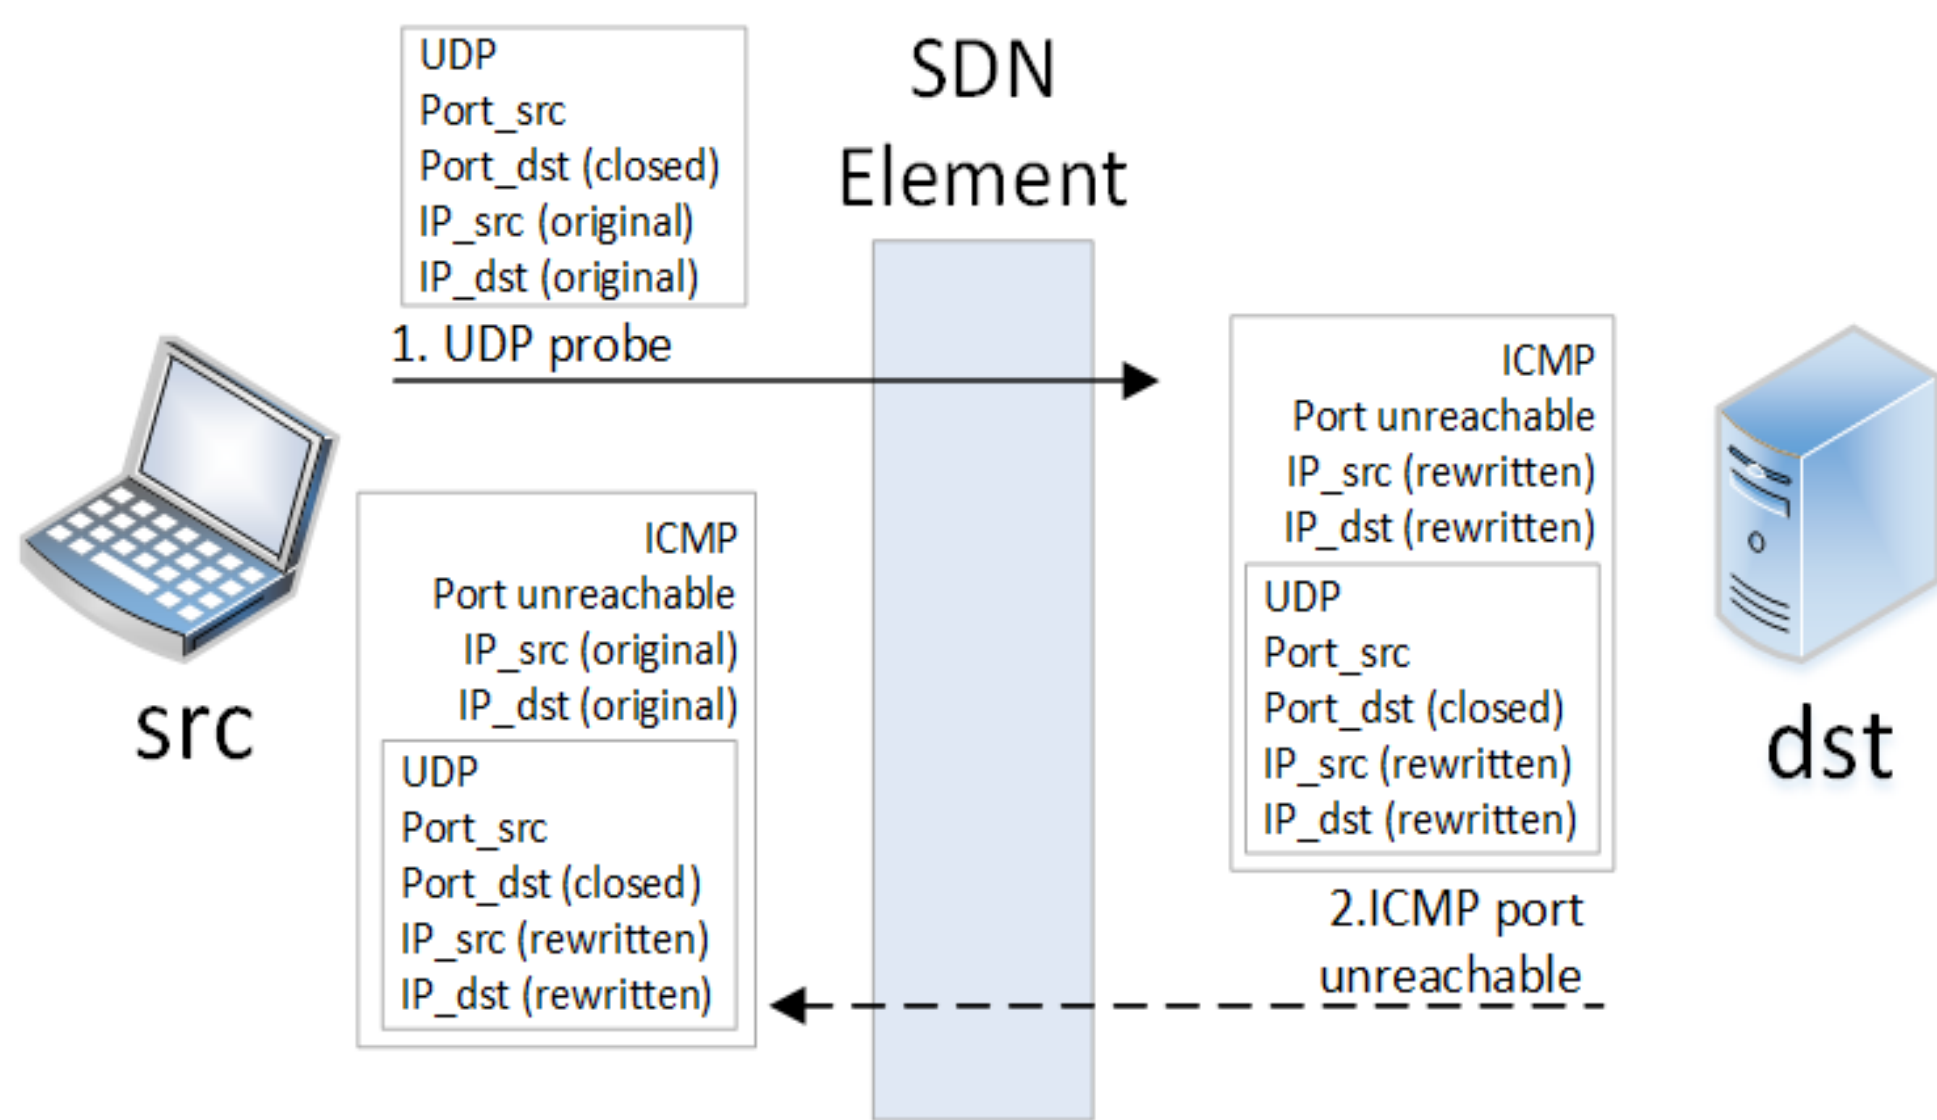 UDP
Port_src
Port_dst (closed)
IP_src (original)
IP_dst (original)
1. UDP probe
SDN
Element
ICMP
Port unreachable
IP_src (rewritten)
IP_dst (rewritten)
UDP
Port_src
Port_dst (closed)
IP_src (rewritten)
IP_dst (rewritten)
2.ICMP port
unreachable
ICMP
Port unreachable
IP_src (original)
IP_dst (original)
UDP
Port_src
Port_dst (closed)
IP_src (rewritten)
IP_dst (rewritten)
src
dst